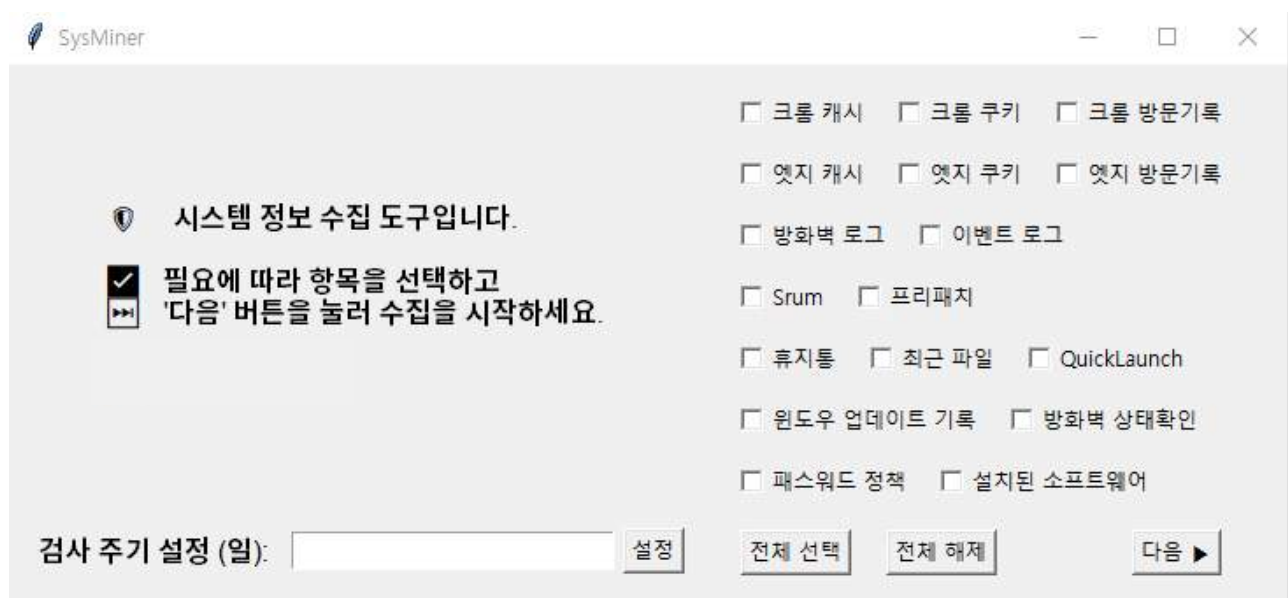 SysMiner
크롬 캐시 크롬 쿠키 크롬 방문기록
엣지 캐시 엣지 쿠키 엣지 방문기록
시스템 정보 수집 도구입니다.
방화벽 로그 이벤트 로그
필요에 따라 항목을 선택하고
'다음' 버튼을 눌러 수집을 시작하세요.
Srum 프리패치
휴지통 최근 파일 QuickLaunch
윈도우 업데이트 기록 방화벽 상태확인
패스워드 정책 설치된 소프트웨어
검사 주기 설정 (일): 설정 전체 선택 전체 해제 다음 ▶